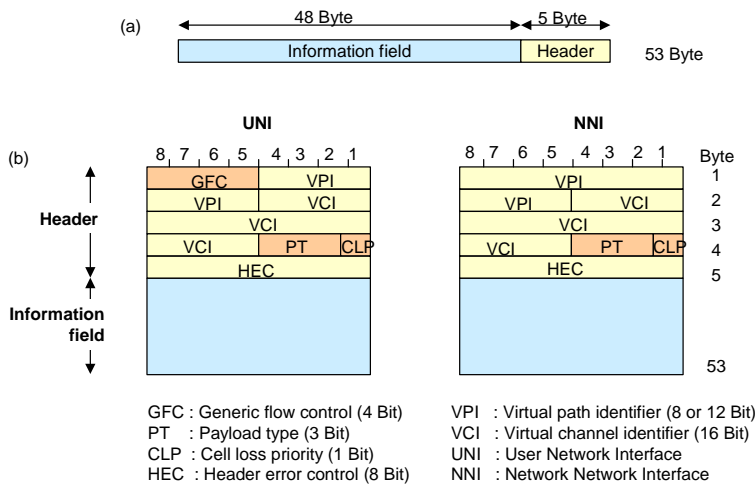 48 Byte 5 Byte
(a)
Information field Header 53 Byte
UNI NNI
(b)
8 7 6 5 4 3 2 1 8 7 6 5 4 3 2 1 Byte
GFC VPI VPI 1
VPI VCI VPI VCI 2
Header
VCI VCI 3
VCI PT CLP VCI PT CLP 4
HEC HEC 5
Information
field
53
GFC : Generic flow control (4 Bit) VPI : Virtual path identifier (8 or 12 Bit)
PT : Payload type (3 Bit) VCI : Virtual channel identifier (16 Bit)
CLP : Cell loss priority (1 Bit) UNI : User Network Interface
HEC : Header error control (8 Bit) NNI : Network Network Interface